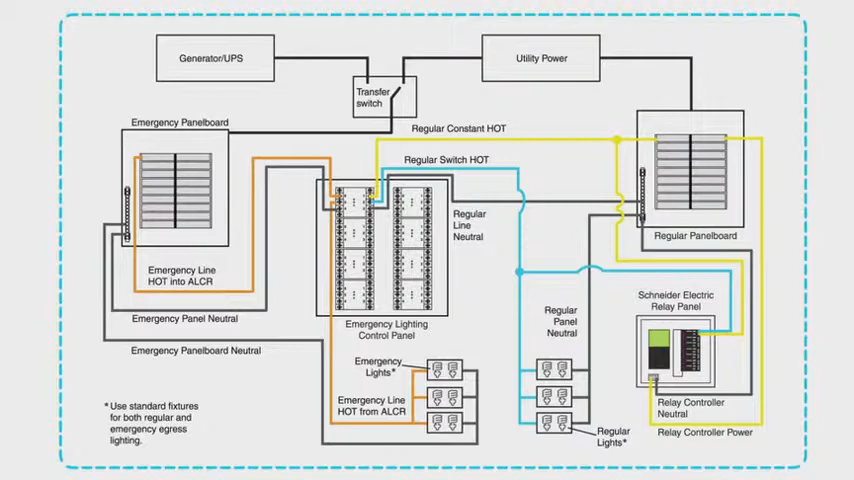 Generator/UPS
Utility Power
Transfer
switch
Emergency Panelboard
Regular Constant HOT
Regular Switch HOT
Regular
Line
Neutral
Regular Panelboard
Emergency Line
HOT into ALCR
Emergency Panel Neutral
Emergency Lighting
Control Panel
Regular
Panel
Neutral
Schneider Electric
Relay Panel
Emergency Panelboard Neutral
Emergency
Lights*
Emergency Line
HOT from ALCR
*Use standard fixtures
for both regular and
emergency egress
lighting.
Relay Controller
Neutral
Relay Controller Power
Regular
Lights*